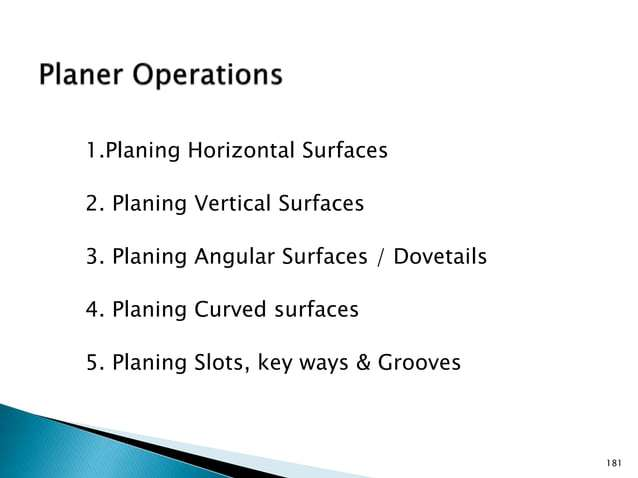 Planer Operations
1.Planing Horizontal Surfaces
2. Planing Vertical Surfaces
3. Planing Angular Surfaces / Dovetails
4. Planing Curved surfaces
5. Planing Slots, key ways & Grooves
181